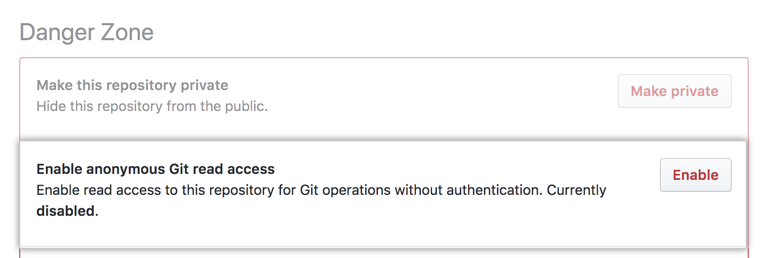 Danger Zone
Make this repository private
Hide this repository from the public.
Make private
Enable anonymous Git read access
Enable read access to this repository for Git operations without authentication. Currently
disabled.
Enable